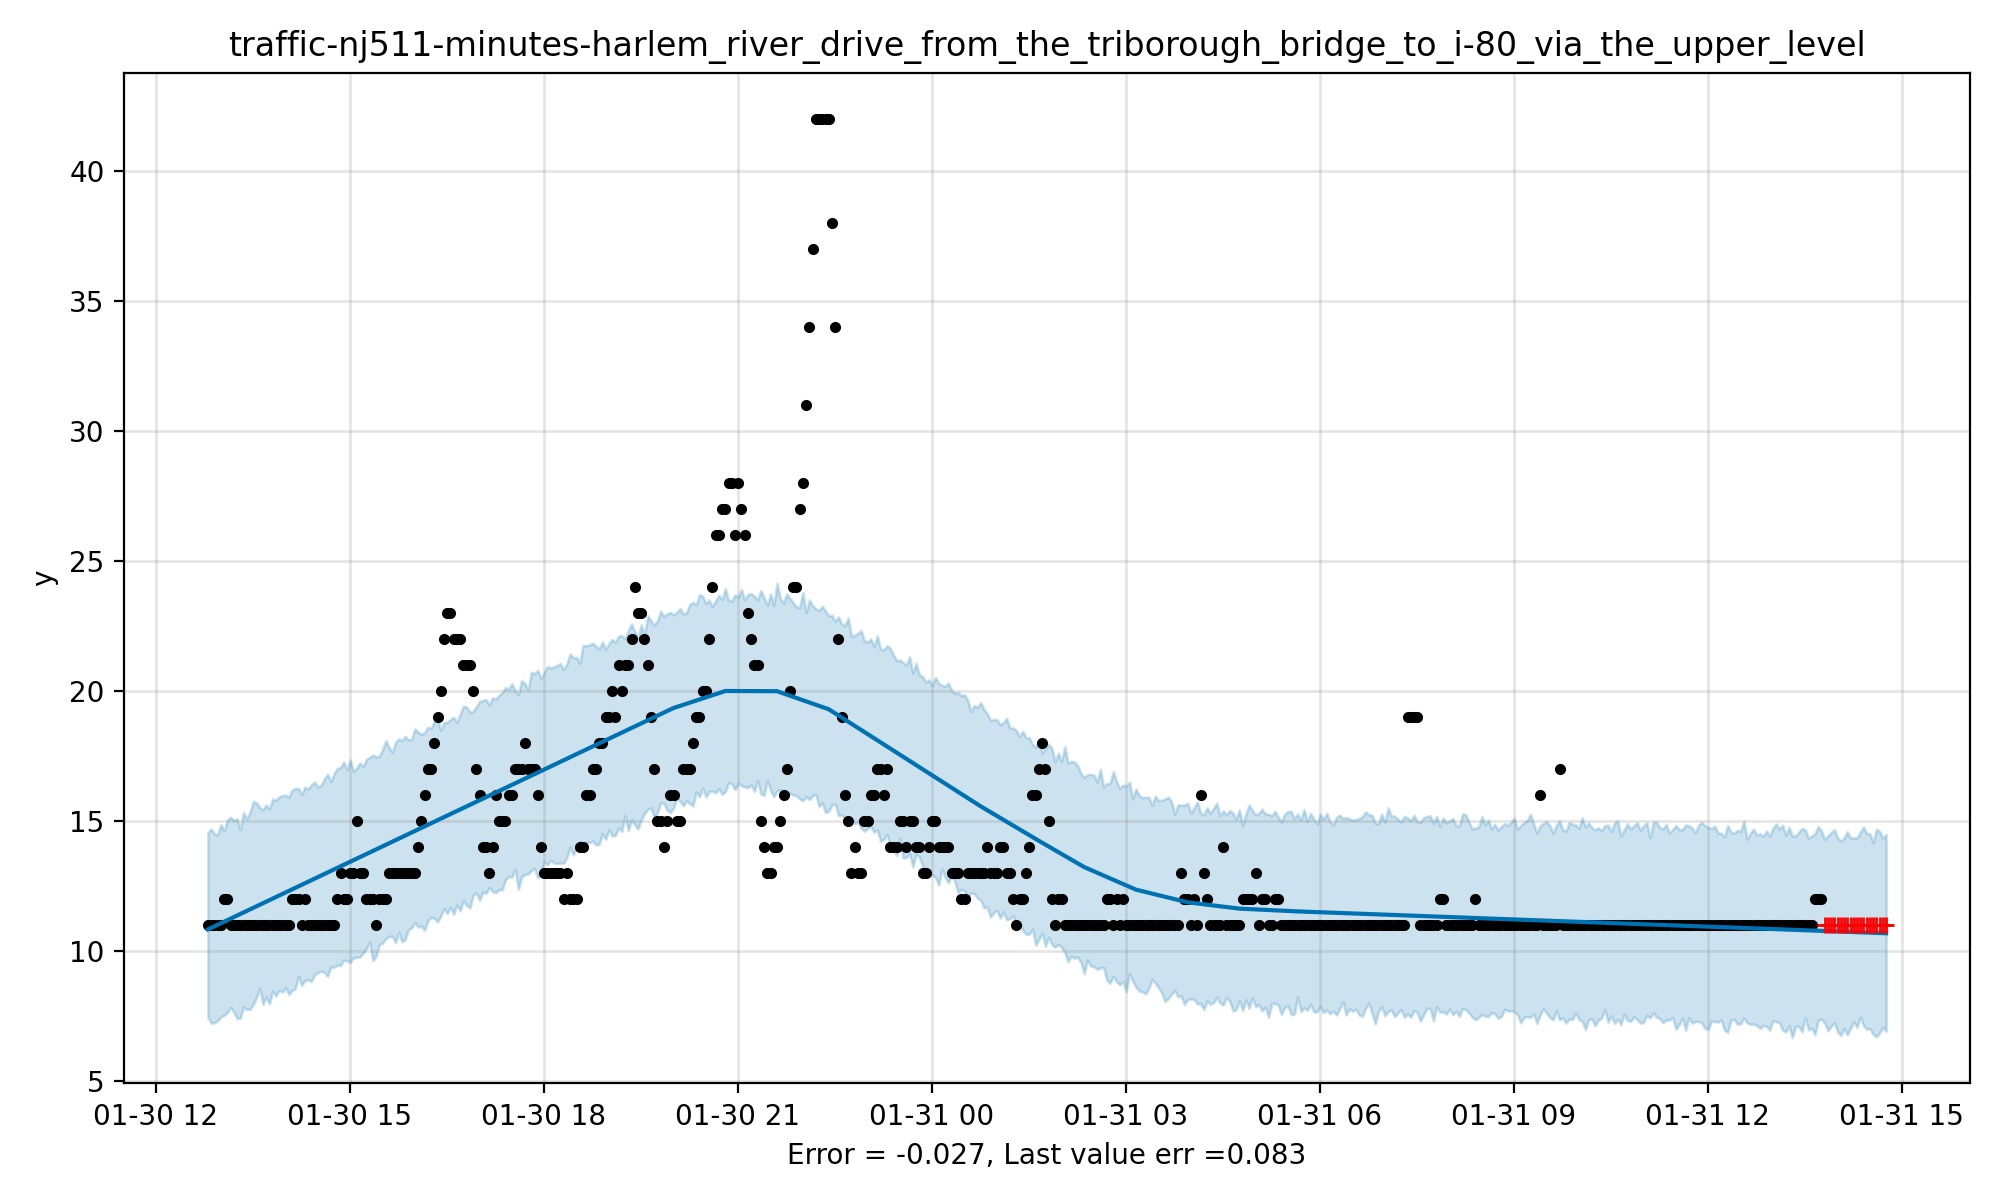 traffic-nj511-minutes-harlem_river_drive_from_the_triborough_bridge_to_i-80_via_the_upper_level
y
40
35
30
25
20
15
10
5
01-30 12 01-30 15 01-30 18 01-30 21 01-31 00 01-31 03 01-31 06 01-31 09 01-31 12 01-31 15
Error = -0.027, Last value err =0.083